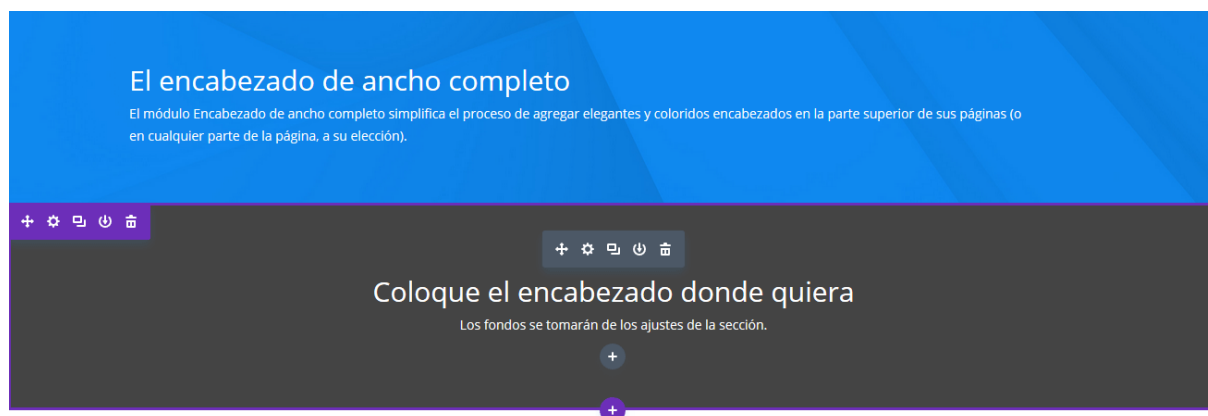 El encabezado de ancho completo
El módulo Encabezado de ancho completo simplifica el proceso de agregar elegantes y coloridos encabezados en la parte superior de sus páginas (o
en cualquier parte de la página, a su elección).
Coloque el encabezado donde quiera
Los fondos se tomarán de los ajustes de la sección.